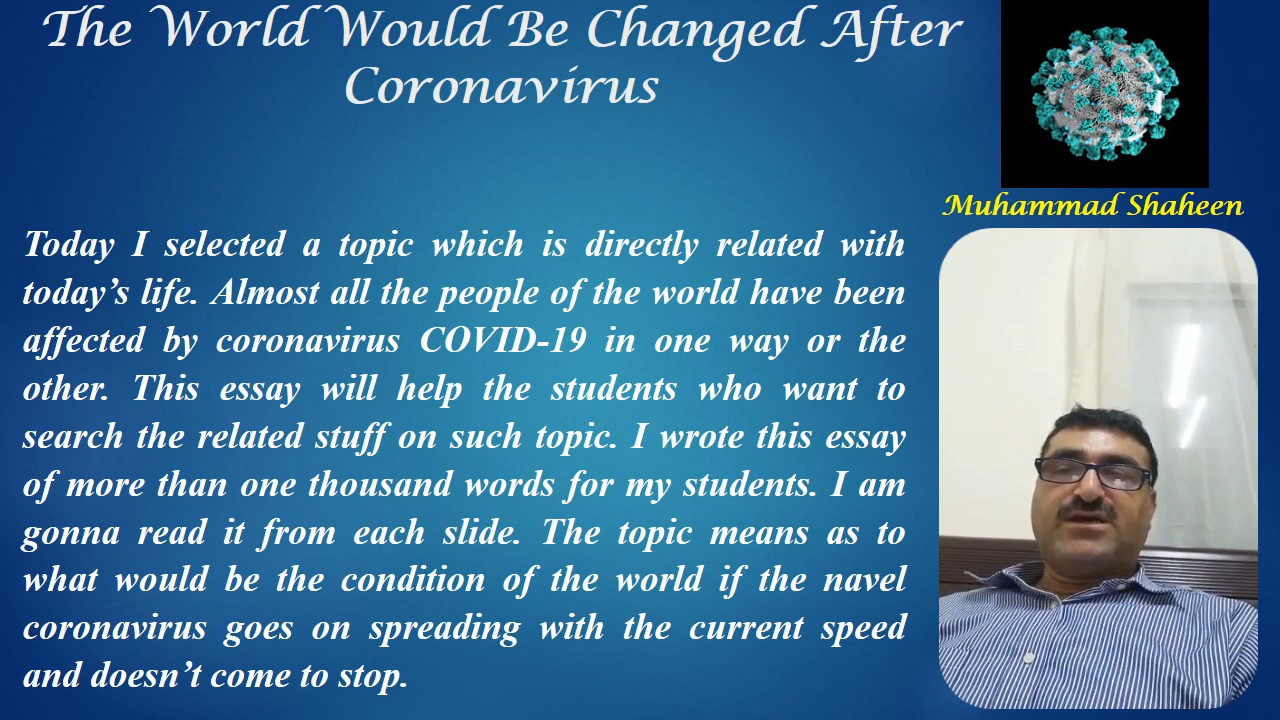 The World Would Be Changed After
Coronavirus
Muhammad Shaheen
Today I selected a topic which is directly related with
today’s life. Almost all the people of the world have been
affected by coronavirus COVID-19 in one way or the
other. This essay will help the students who want to
search the related stuff on such topic. I wrote this essay
of more than one thousand words for my students. I am
gonna read it from each slide. The topic means as to
what would be the condition of the world if the navel
coronavirus goes on spreading with the current speed
and doesn’t come to stop.